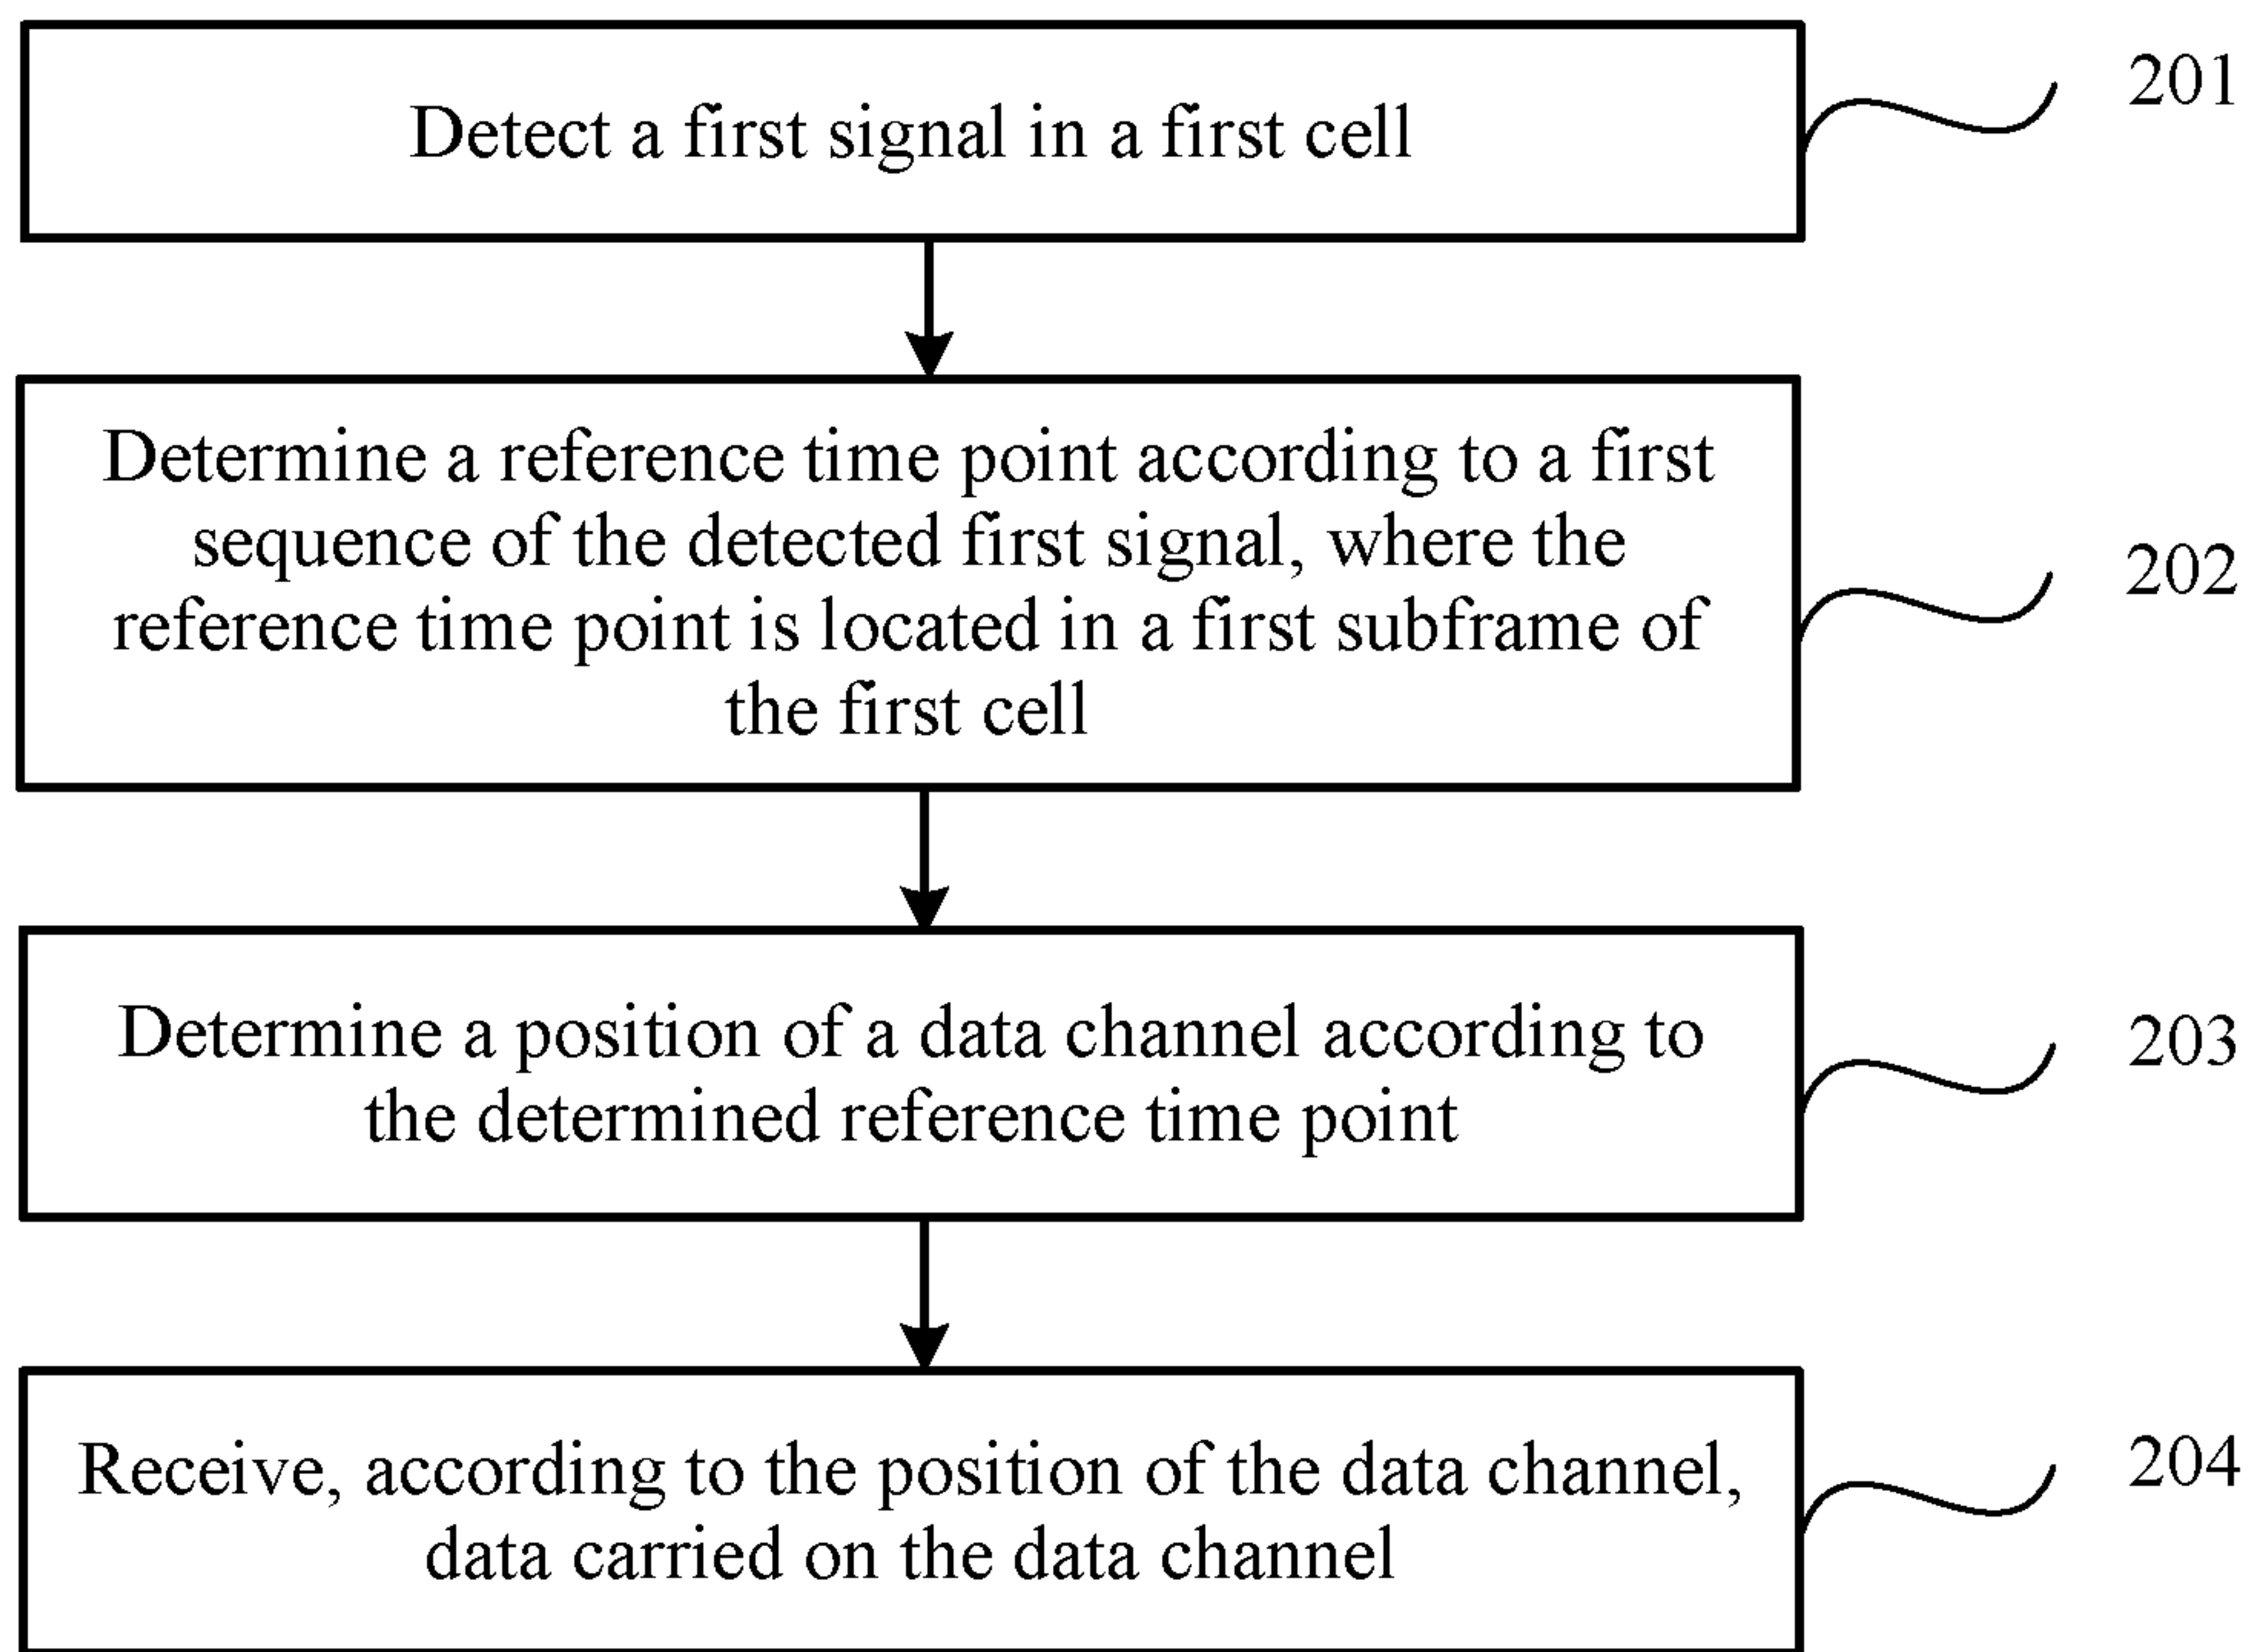 Detect a first signal in a first cell
201
Determine a reference time point according to a first
sequence of the detected first signal, where the
reference time point is located in a first subframe of
the first cell
202
Determine a position of a data channel according to
the determined reference time point
203
Receive, according to the position of the data channel,
data carried on the data channel
204